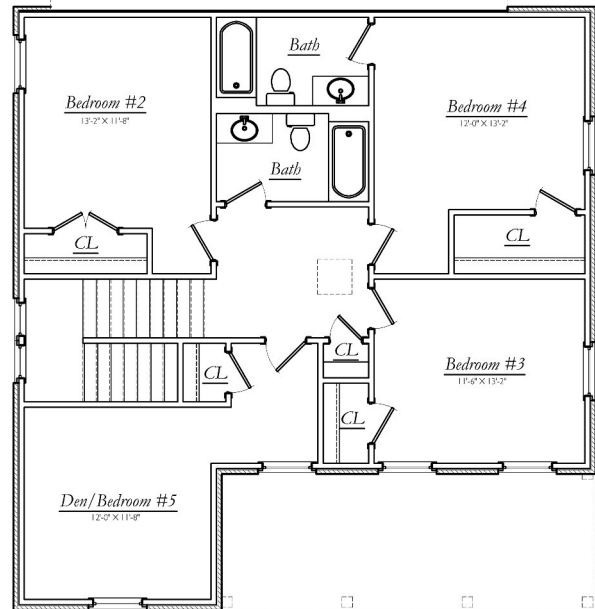 Bath
Bedroom #2
13'-2" X 11'-8"
Bedroom #4
12'-0" X 13'-2"
Bath
CL
CL
CL
Bedroom #3
11'-6" X 13'-2"
CL
CL
Den/Bedroom #5
12'-0" X 11'-8"